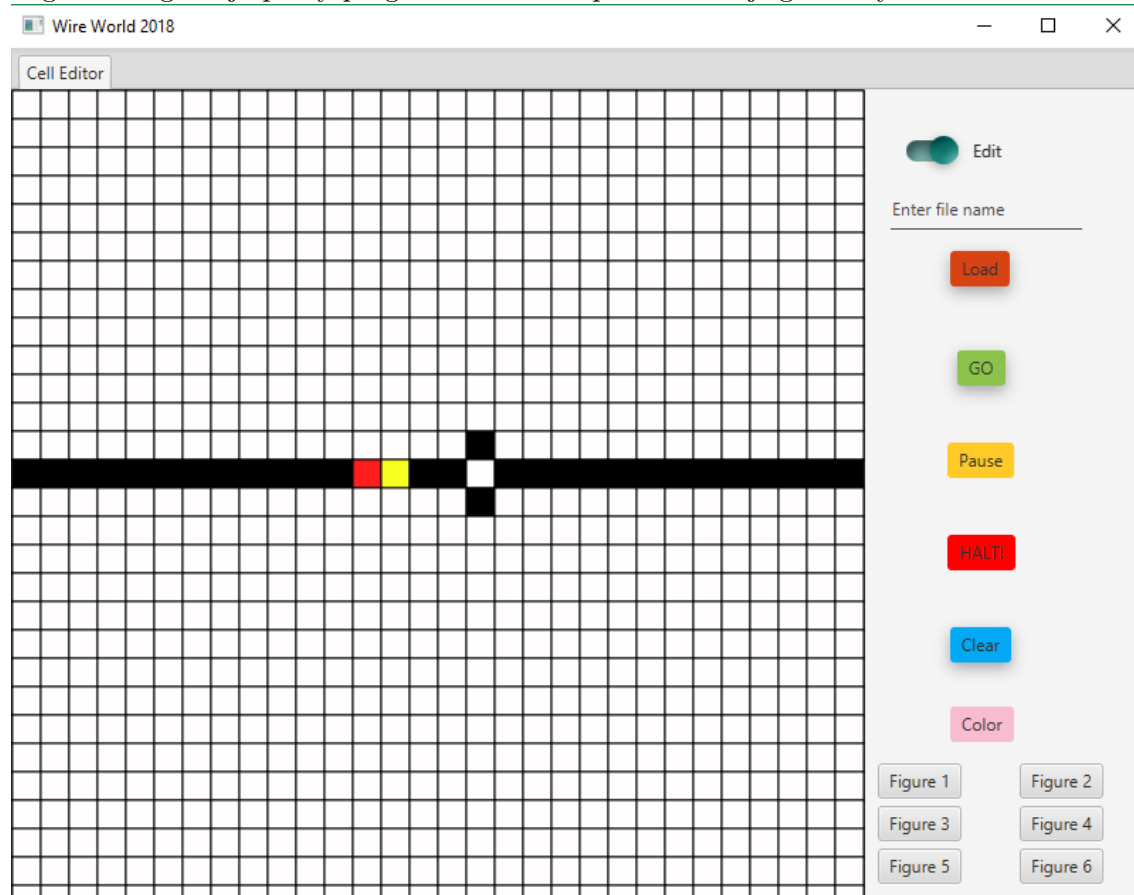 Wire World 2018
Cell Editor
Edit
Enter file name
Load
GO
Pause
HALT!
Clear
Color
Figure 1 Figure 2
Figure 3 Figure 4
Figure 5 Figure 6